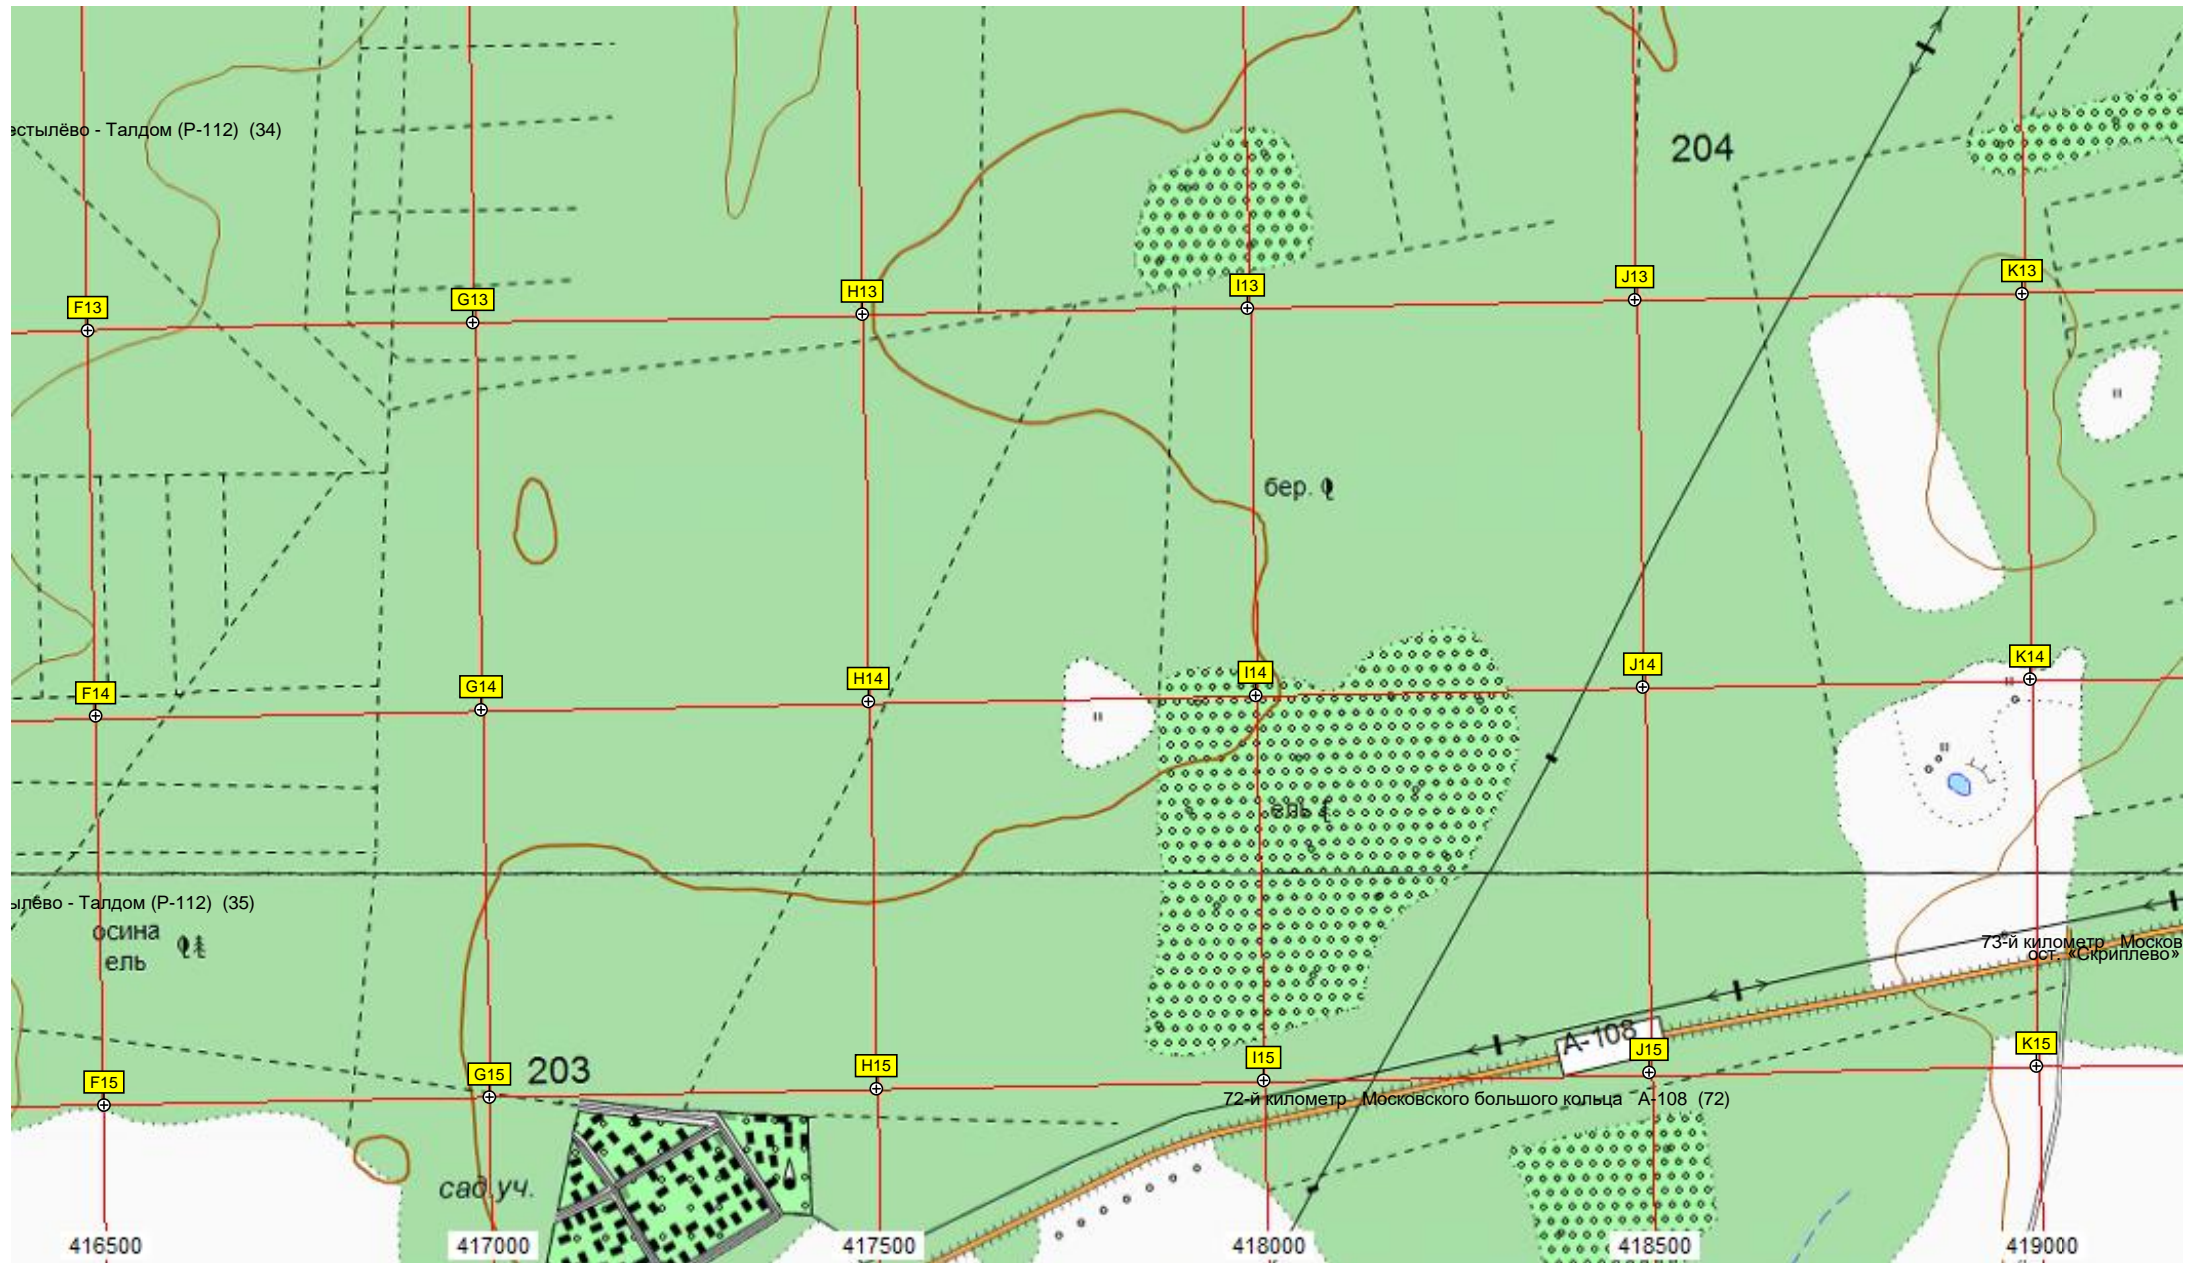 естылёво - Талдом (Р-112) (34)
204
F13 G13 H13 I13 J13 K13
бер.
F14 G14 H14 I14 J14 K14
ель
ылёво - Талдом (Р-112) (35)
осина
ель
73-й километр Москов
ост. «Скриплево»
А-108
F15 G15 H15 I15 J15 K15
203
72-й километр Московского большого кольца А-108 (72)
сад.уч.
416500 417000 417500 418000 418500 419000